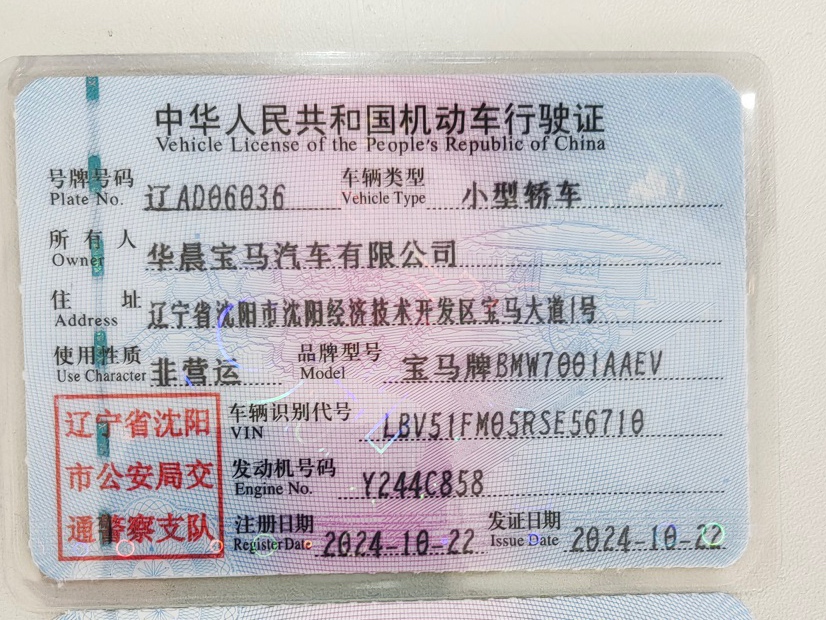 中华人民共和国机动车行驶证
Vehicle License of the People's Republic of China
号牌号码 辽AD06036 车辆类型 小型轿车
Plate No. Vehicle Type
所有人 华晨宝马汽车有限公司
Owner
住址 辽宁省沈阳市沈阳经济技术开发区宝马大道1号
Address
使用性质 非营运 品牌型号 宝马牌BMW7001AAEV
Use Character Model
辽宁省沈阳
市公安局交
通警察支队
车辆识别代号 LBV51FM05RSE56710
VIN
发动机号码 Y244C858
Engine No.
注册日期 2024-10-22 发证日期 2024-10-22
Register Date Issue Date